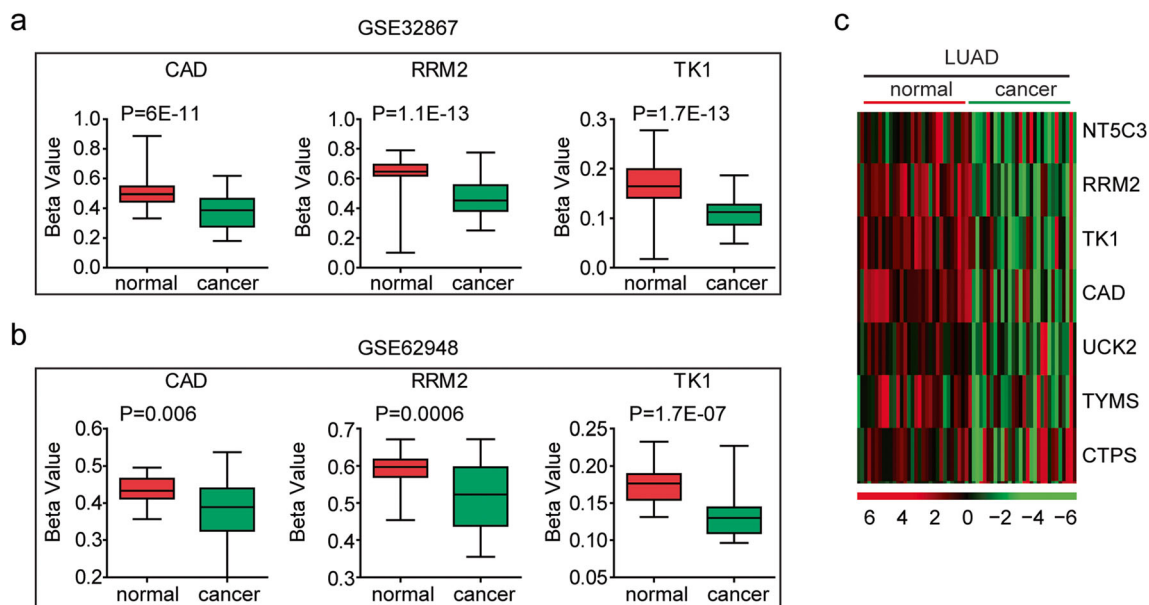 a
GSE32867
CAD
RRM2
TK1
P=6E-11
P=1.1E-13
P=1.7E-13
Beta Value
1.0
0.8
0.6
0.4
0.2
0.0
normal cancer
Beta Value
1.0
0.8
0.6
0.4
0.2
0.0
normal cancer
Beta Value
0.3
0.2
0.1
0.0
normal cancer
b
GSE62948
CAD
RRM2
TK1
P=0.006
P=0.0006
P=1.7E-07
Beta Value
0.6
0.5
0.4
0.3
0.2
normal cancer
Beta Value
0.7
0.6
0.5
0.4
0.3
normal cancer
Beta Value
0.25
0.20
0.15
0.10
0.05
normal cancer
c
LUAD
normal cancer
NT5C3
RRM2
TK1
CAD
UCK2
TYMS
CTPS
6 4 2 0 −2 −4 −6